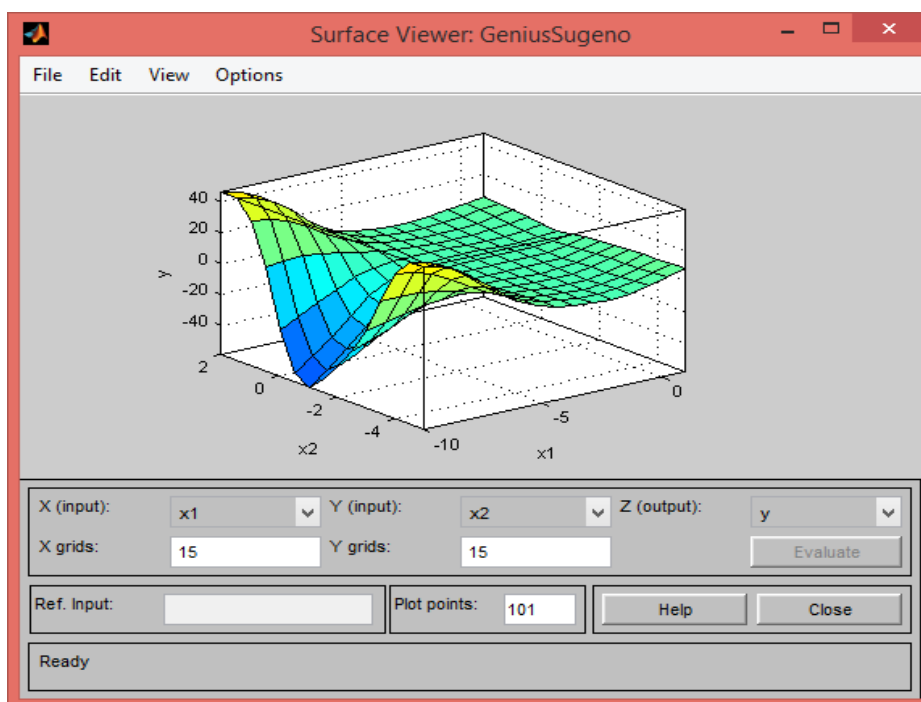 Surface Viewer: GeniusSugeno
File Edit View Options
40
20
0
-20
-40
y
2
0
-2
-4
x2
-10
-5
0
x1
X (input): x1 Y (input): x2 Z (output): y
X grids: 15 Y grids: 15 Evaluate
Ref. Input: Plot points: 101 Help Close
Ready